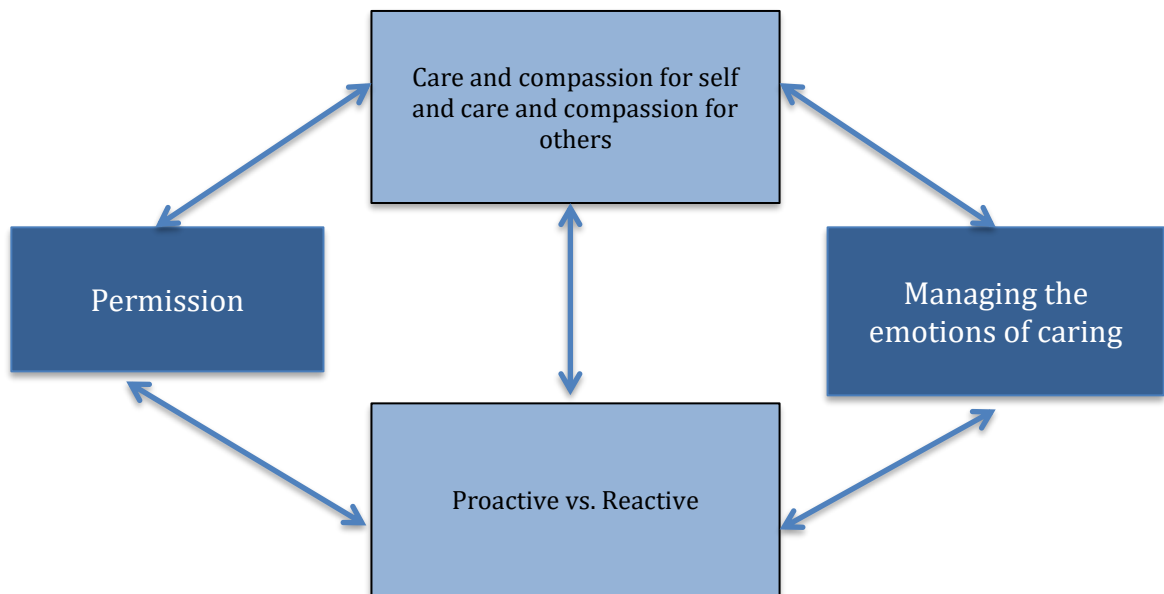 Care and compassion for self
and care and compassion for
others
Permission
Managing the
emotions of caring
Proactive vs. Reactive